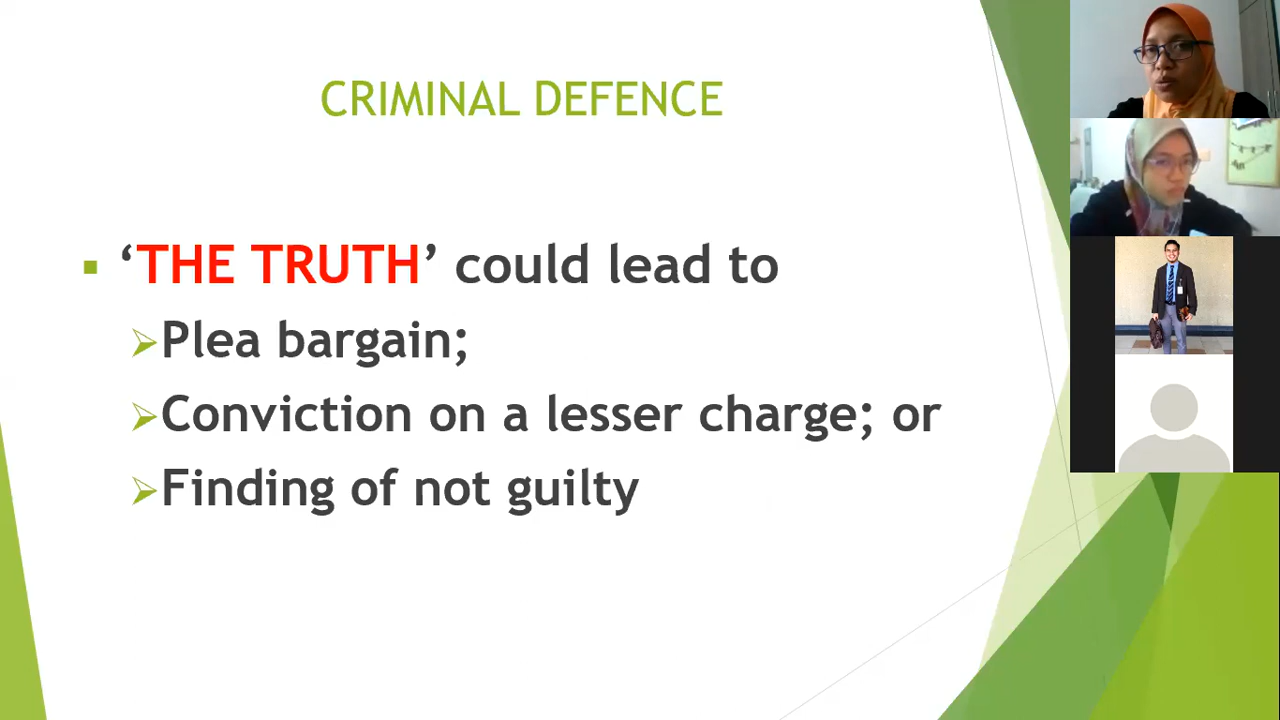 CRIMINAL DEFENCE
‘THE TRUTH’ could lead to
Plea bargain;
Conviction on a lesser charge; or
Finding of not guilty